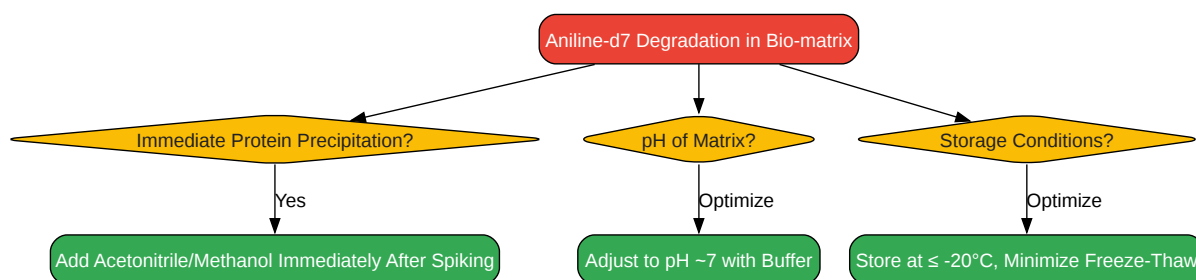 Aniline-d7 Degradation in Bio-matrix
Immediate Protein Precipitation?
pH of Matrix?
Storage Conditions?
Yes
Optimize
Optimize
Add Acetonitrile/Methanol Immediately After Spiking
Adjust to pH ~7 with Buffer
Store at ≤ -20°C, Minimize Freeze-Thaw